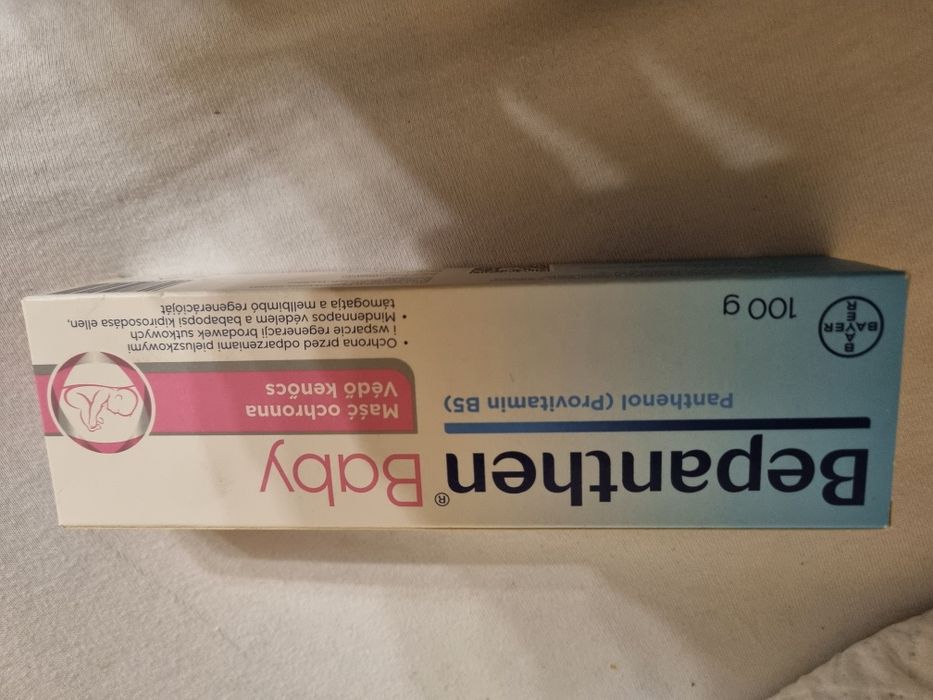 Bepanthen® Baby
Panthenol (Provitamin B5)
Maść ochronna
Védő kenőcs
• Ochrona przed odparzeniami pieluszkowymi
i wsparcie regeneracji brodawek sutkowych
• Mindennapos védelem a babapopsi kipirosodása ellen,
támogatja a mellbimbó regenerációját
100 g
BAYER
BAYER